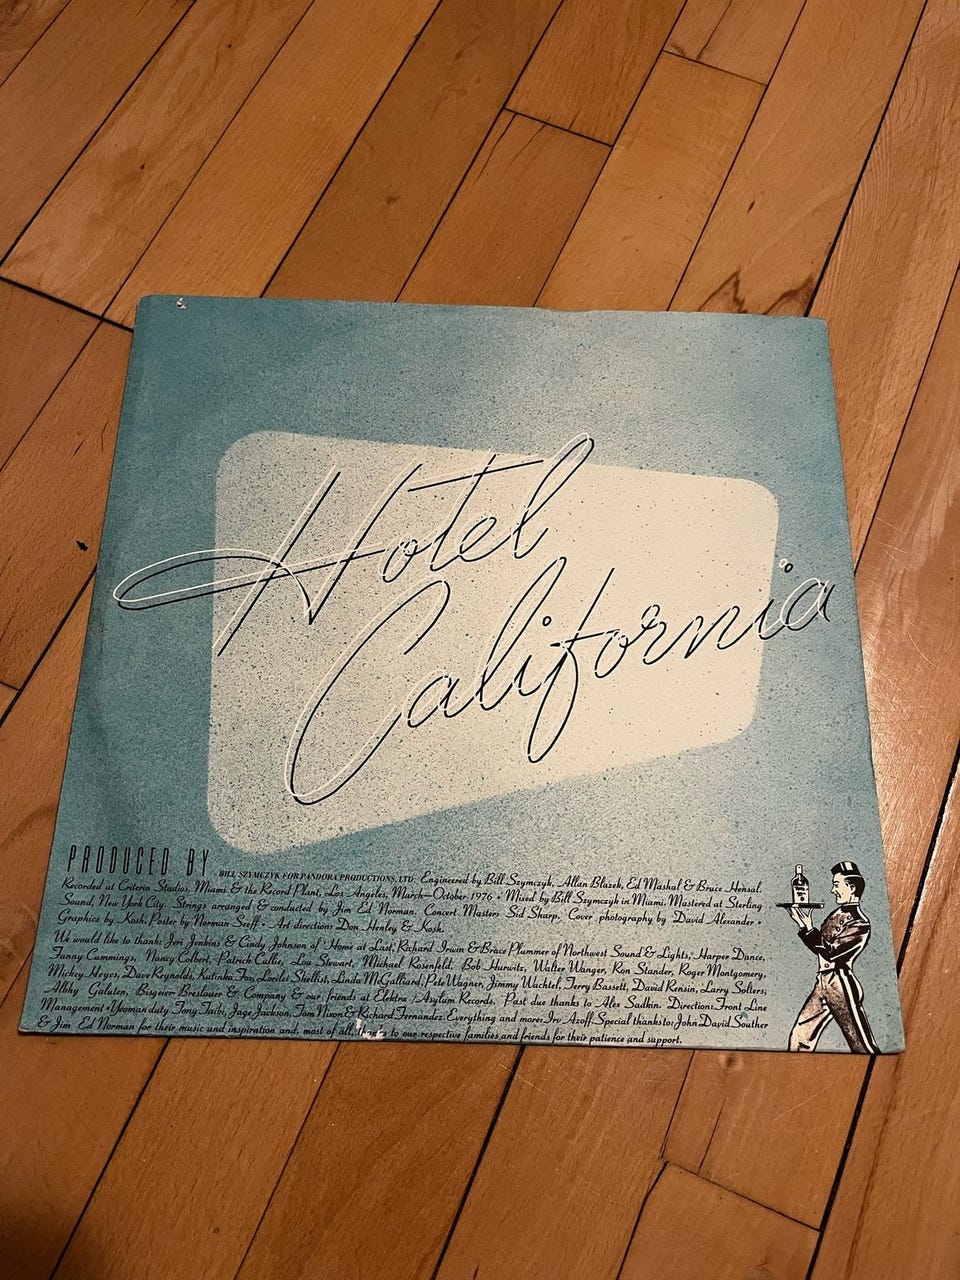 Hotel
California
PRODUCED BY BILL SZYMCZYK FOR PANDORA PRODUCTIONS, LTD. Engineered by Bill Szymczyk, Allan Blazek, Ed Mashal & Bruce Hensal.
Recorded at Criteria Studios, Miami & the Record Plant, Los Angeles, March—October 1976 • Mixed by Bill Szymczyk in Miami. Mastered at Sterling
Sound, New York City. Strings arranged & conducted by Jim Ed Norman. Concert Master: Sid Sharp. Cover photography by David Alexander •
Graphics by Kosh. Poster by Norman Seeff • Art direction: Don Henley & Kosh.
We would like to thank: Jeri Jenkins & Cindy Johnson of 'Home at Last,' Richard Irwin & Bruce Plummer of Northwest Sound & Lights, Harper Dance,
Fanny Cummings, Nancy Colbert, Patrick Cullie, Lou Stewart, Michael Rosenfeld, Bob Hurwitz, Walter Wanger, Ron Stander, Roger Montgomery,
Mickey Heyes, Dave Reynolds, Katinka Fox, Lorilei Shellist, Linda McGalliard, Pete Wagner, Jimmy Wachtel, Terry Bassett, David Rensin, Larry Solters,
Albhy Galuten, Bisgeier Breslauer & Company & our friends at Elektra/Asylum Records. Past due thanks to Alex Sadkin. Direction: Front Line
Management • Yeoman duty Tony Taibi, Jage Jackson, Tom Nixon & Richard Fernandez. Everything and more: Irv Azoff. Special thanks to: John David Souther
& Jim Ed Norman for their music and inspiration and, most of all, thanks to our respective families and friends for their patience and support.